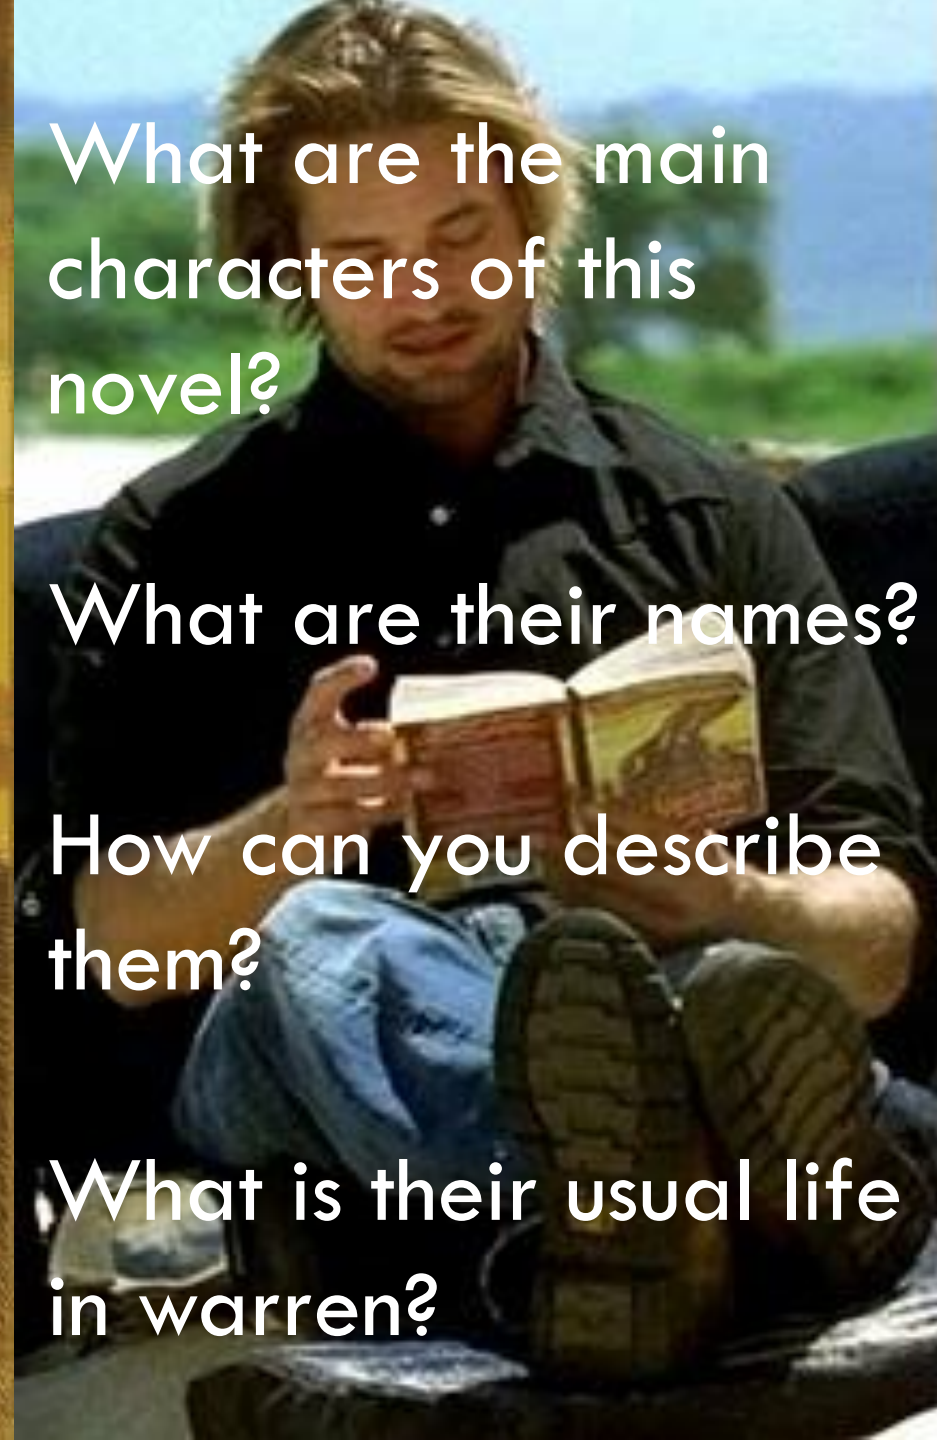 What are the main
characters of this
novel?
What are their names?
How can you describe
them?
What is their usual life
in warren?